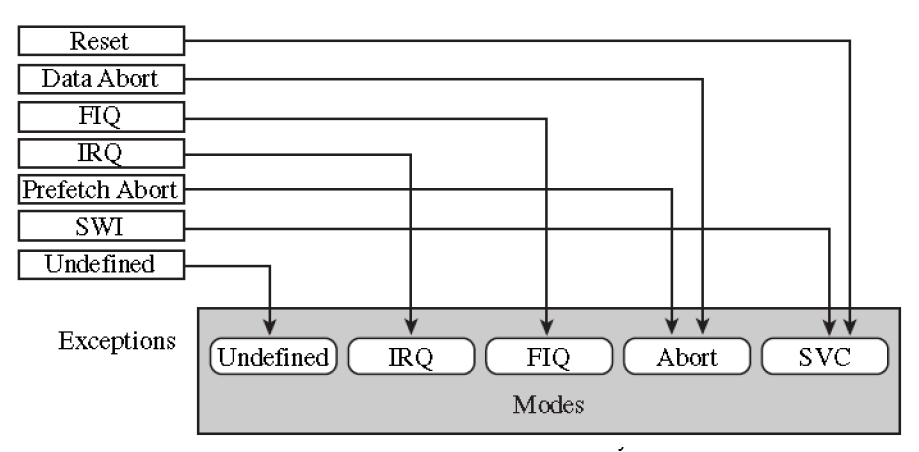 Reset
Data Abort
FIQ
IRQ
Prefetch Abort
SWI
Undefined
Exceptions
Undefined IRQ FIQ Abort SVC
Modes